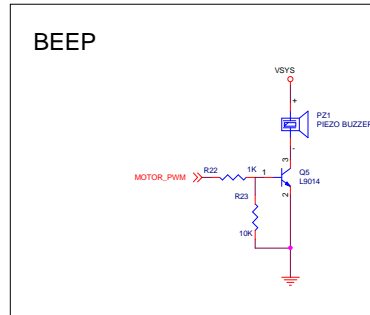 BEEP
VSYS
+
PZ1
PIEZO BUZZER
-
3
MOTOR_PWM
R22
1K
1
Q5
L9014
R23
2
10K